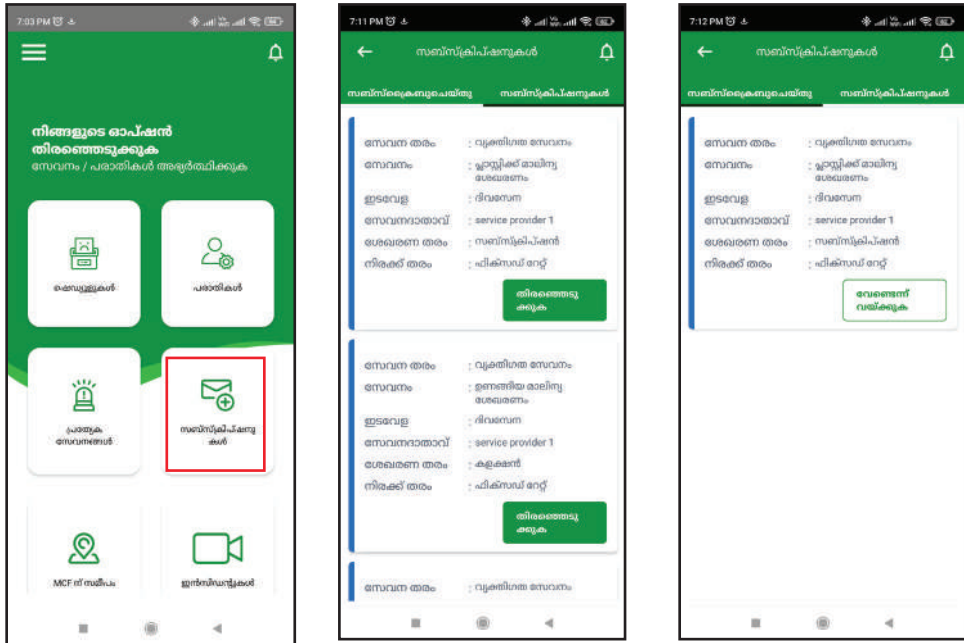 7:03 PM
നിങ്ങളുടെ ഓപ്ഷൻ
തിരഞ്ഞെടുക്കുക
സേവനം / പരാതികൾ അഭ്യർത്ഥിക്കുക
ഷെഡ്യൂളുകൾ
പരാതികൾ
പ്രത്യേക
സേവനങ്ങൾ
സബ്സ്ക്രിപ്ഷനു
കൾ
MCF ന് സമീപം
ഇൻസിഡന്റുകൾ
7:11 PM
സബ്സ്ക്രിപ്ഷനുകൾ
സബ്സ്ക്രൈബുചെയ്തു സബ്സ്ക്രിപ്ഷനുകൾ
സേവന തരം : വ്യക്തിഗത സേവനം
സേവനം : പ്ലാസ്റ്റിക്ക് മാലിന്യ
ശേഖരണം
ഇടവേള : ദിവസേന
സേവനദാതാവ് : service provider 1
ശേഖരണ തരം : സബ്സ്ക്രിപ്ഷൻ
നിരക്ക് തരം : ഫിക്സഡ് റേറ്റ്
തിരഞ്ഞെടു
ക്കുക
സേവന തരം : വ്യക്തിഗത സേവനം
സേവനം : ഉണങ്ങിയ മാലിന്യ
ശേഖരണം
ഇടവേള : ദിവസേന
സേവനദാതാവ് : service provider 1
ശേഖരണ തരം : കളക്ഷൻ
നിരക്ക് തരം : ഫിക്സഡ് റേറ്റ്
തിരഞ്ഞെടു
ക്കുക
സേവന തരം : വ്യക്തിഗത സേവനം
7:12 PM
സബ്സ്ക്രിപ്ഷനുകൾ
സബ്സ്ക്രൈബുചെയ്തു സബ്സ്ക്രിപ്ഷനുകൾ
സേവന തരം : വ്യക്തിഗത സേവനം
സേവനം : പ്ലാസ്റ്റിക്ക് മാലിന്യ
ശേഖരണം
ഇടവേള : ദിവസേന
സേവനദാതാവ് : service provider 1
ശേഖരണ തരം : സബ്സ്ക്രിപ്ഷൻ
നിരക്ക് തരം : ഫിക്സഡ് റേറ്റ്
വേണ്ടെന്ന്
വയ്ക്കുക